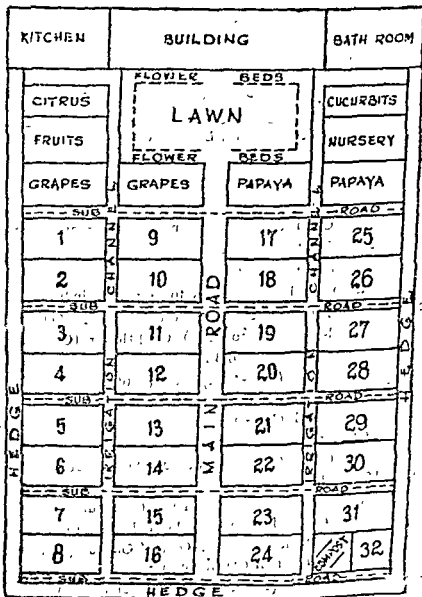 KITCHEN BUILDING BATH ROOM
FLOWER BEDS
CITRUS LAWN CUCURBITS
FRUITS NURSERY
FLOWER BEDS
GRAPES GRAPES PAPAYA PAPAYA
SUB ROAD
1 9 17 25
2 10 18 26
SUB ROAD
3 11 19 27
4 12 20 28
SUB ROAD
5 13 21 29
6 14 22 30
SUB ROAD
7 15 23 31
8 16 24 COMPOST 32
SUB ROAD
HEDGE
HEDGE
IRRIGATION CHANNEL
MAIN ROAD
IRRIGATION CHANNEL
HEDGE